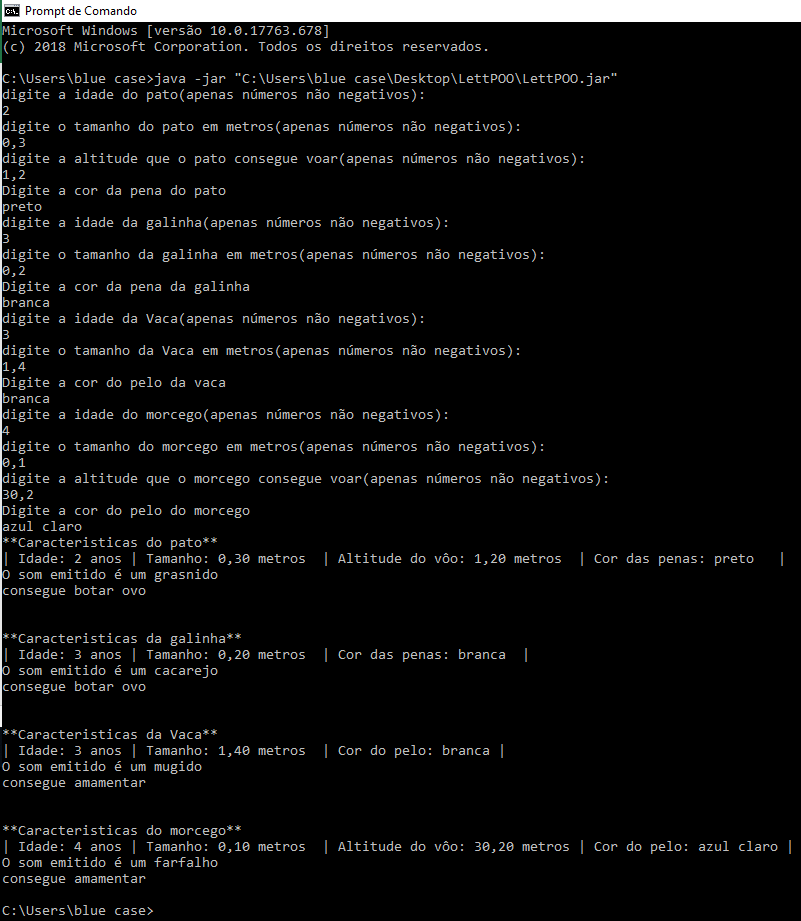 Prompt de Comando
Microsoft Windows [versão 10.0.17763.678]
(c) 2018 Microsoft Corporation. Todos os direitos reservados.
C:\Users\blue case>java -jar "C:\Users\blue case\Desktop\LettPOO\LettPOO.jar"
digite a idade do pato(apenas números não negativos):
2
digite o tamanho do pato em metros(apenas números não negativos):
0,3
digite a altitude que o pato consegue voar(apenas números não negativos):
1,2
Digite a cor da pena do pato
preto
digite a idade da galinha(apenas números não negativos):
3
digite o tamanho da galinha em metros(apenas números não negativos):
0,2
Digite a cor da pena da galinha
branca
digite a idade da Vaca(apenas números não negativos):
3
digite o tamanho da Vaca em metros(apenas números não negativos):
1,4
Digite a cor do pelo da vaca
branca
digite a idade do morcego(apenas números não negativos):
4
digite o tamanho do morcego em metros(apenas números não negativos):
0,1
digite a altitude que o morcego consegue voar(apenas números não negativos):
30,2
Digite a cor do pelo do morcego
azul claro
**Caracteristicas do pato**
| Idade: 2 anos | Tamanho: 0,30 metros  | Altitude do vôo: 1,20 metros  | Cor das penas: preto   |
O som emitido é um grasnido
consegue botar ovo
**Caracteristicas da galinha**
| Idade: 3 anos | Tamanho: 0,20 metros  | Cor das penas: branca  |
O som emitido é um cacarejo
consegue botar ovo
**Caracteristicas da Vaca**
| Idade: 3 anos | Tamanho: 1,40 metros  | Cor do pelo: branca |
O som emitido é um mugido
consegue amamentar
**Caracteristicas do morcego**
| Idade: 4 anos | Tamanho: 0,10 metros  | Altitude do vôo: 30,20 metros | Cor do pelo: azul claro |
O som emitido é um farfalho
consegue amamentar
C:\Users\blue case>